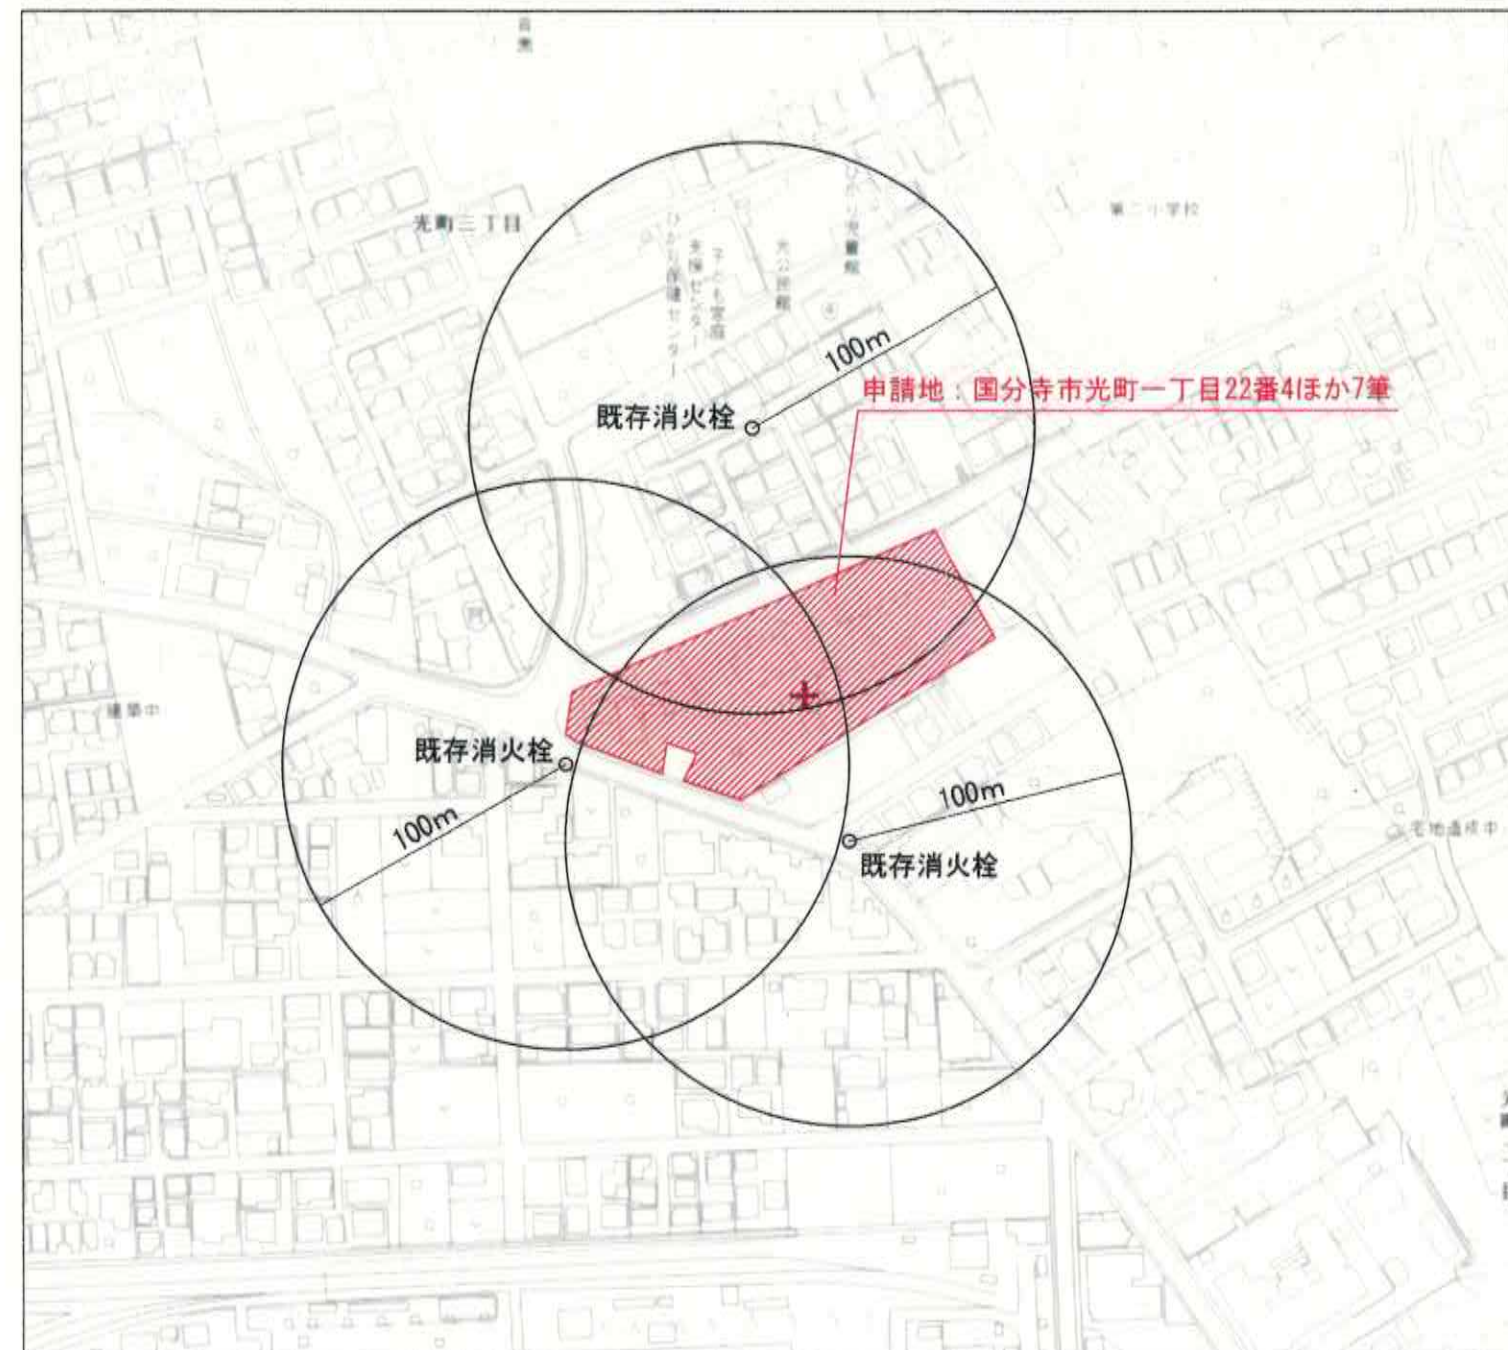 光町三丁目
第二小学校
ひかり児童館
光公民館
子ども家庭
支援センター
ひかり保健センター
100m
申請地：国分寺市光町一丁目22番4ほか7筆
既存消火栓
建築中
既存消火栓
100m
100m
既存消火栓
宅地造成中